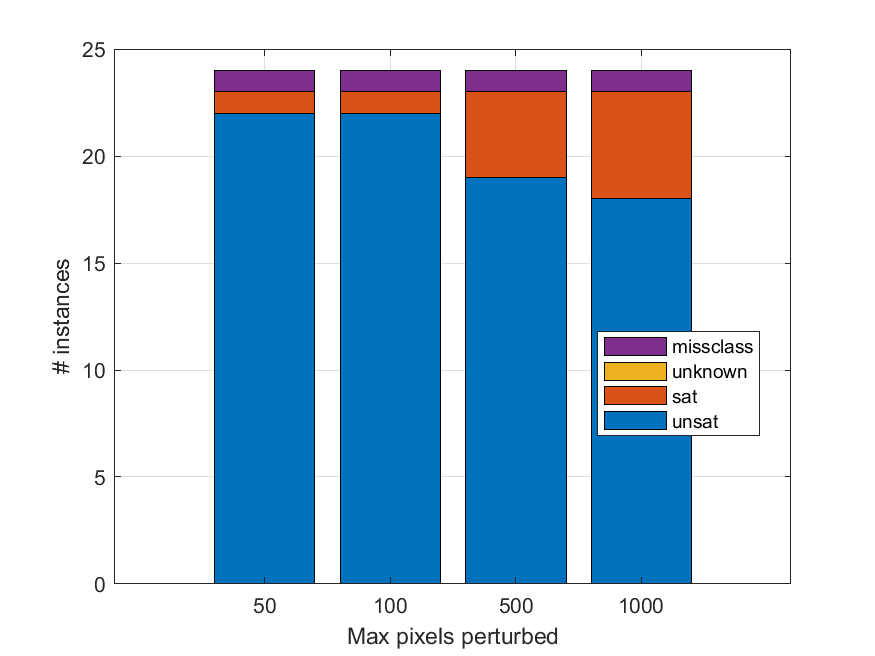 25
20
15
10
5
0
# instances
missclass
unknown
sat
unsat
50 100 500 1000
Max pixels perturbed